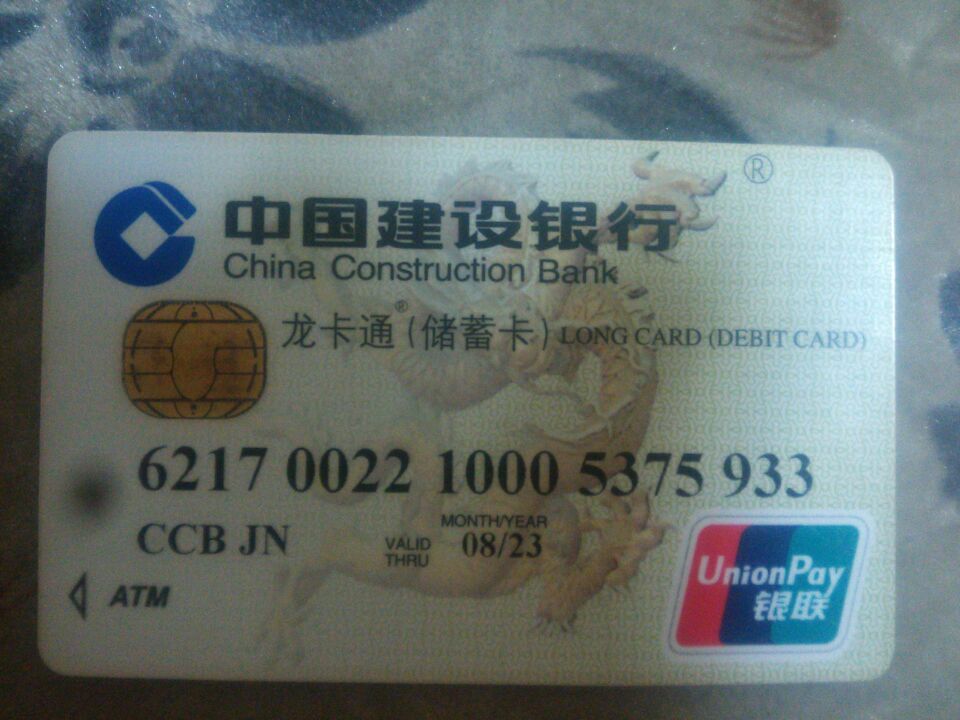 ®
中国建设银行
China Construction Bank
龙卡通®(储蓄卡) LONG CARD (DEBIT CARD)
6217 0022 1000 5375 933
MONTH/YEAR
CCB JN VALID THRU 08/23
ATM
UnionPay
银联